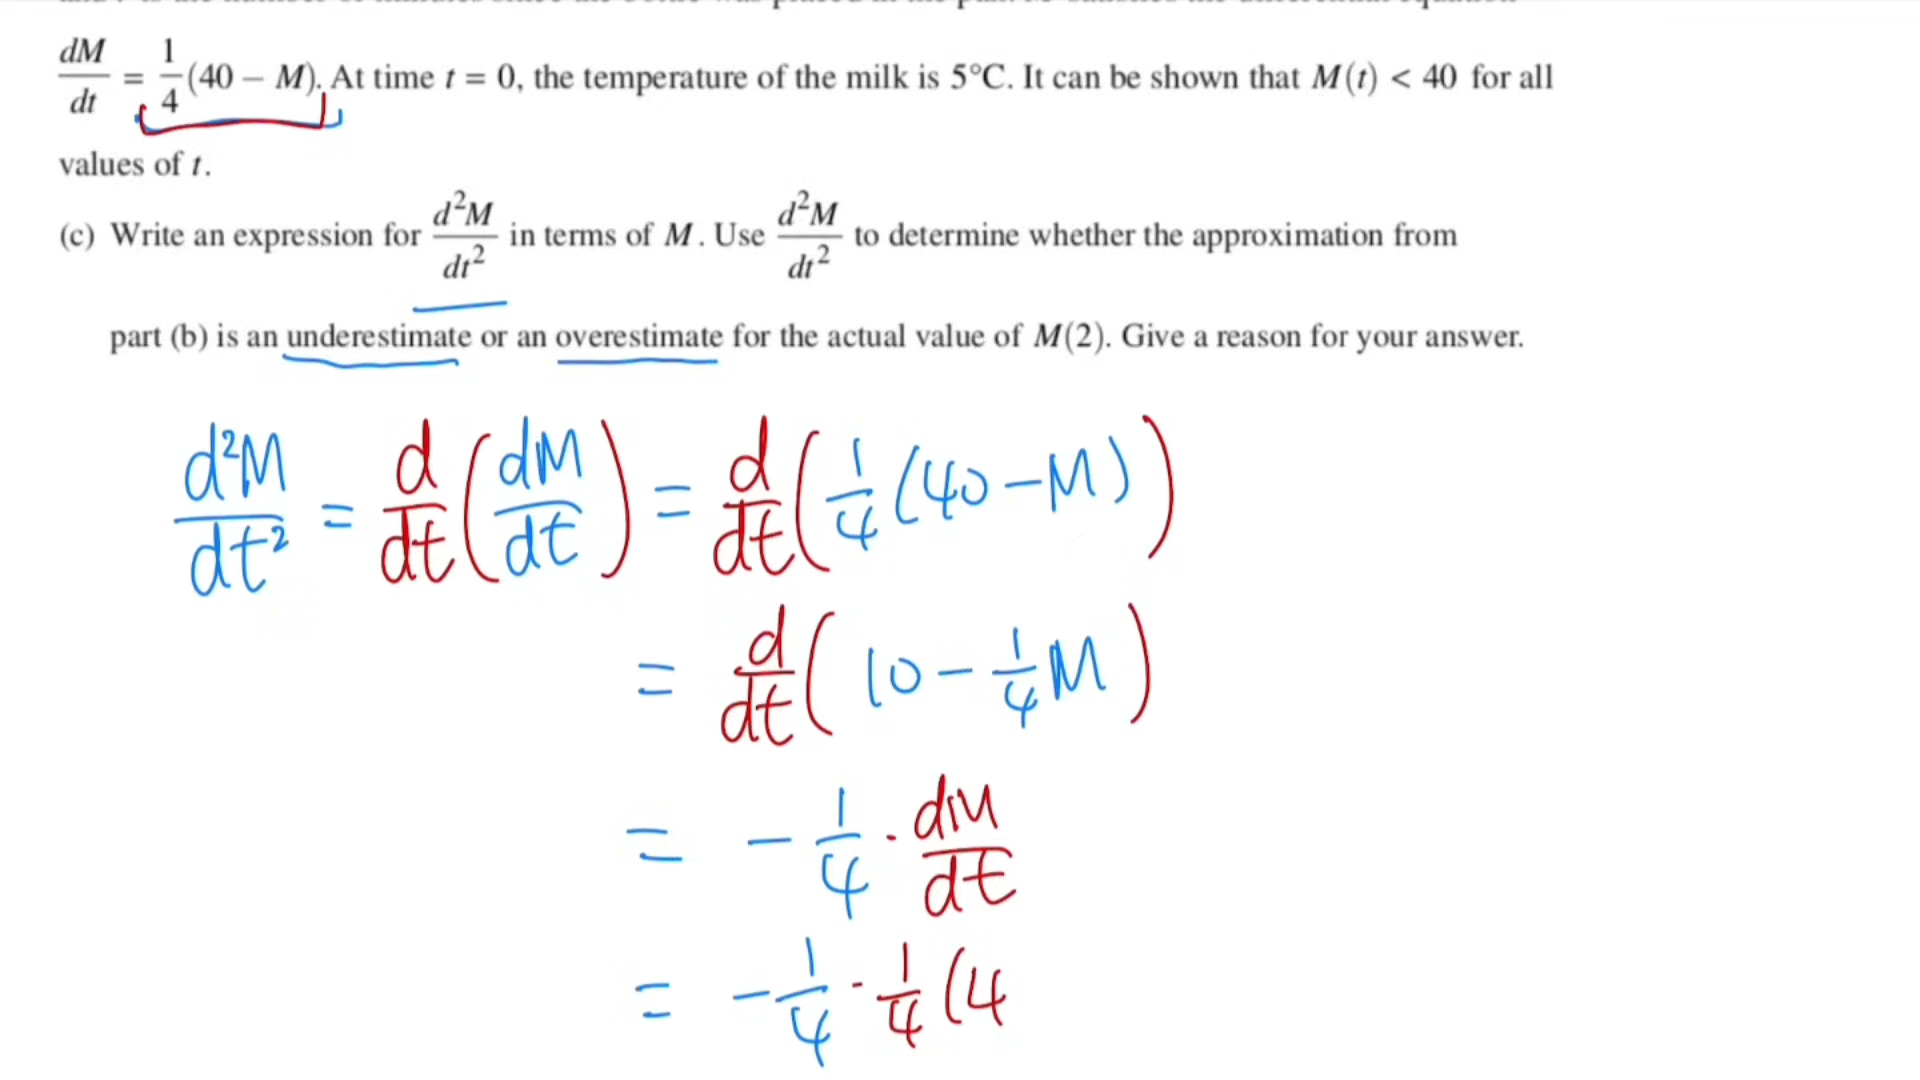 dM/dt = 1/4(40 – M). At time t = 0, the temperature of the milk is 5°C. It can be shown that M(t) < 40 for all
values of t.
(c) Write an expression for d²M/dt² in terms of M. Use d²M/dt² to determine whether the approximation from
part (b) is an underestimate or an overestimate for the actual value of M(2). Give a reason for your answer.
d²M/dt² = d/dt(dM/dt) = d/dt(1/4(40-M))
= d/dt(10 - 1/4M)
= - 1/4 · dM/dt
= - 1/4 · 1/4(4